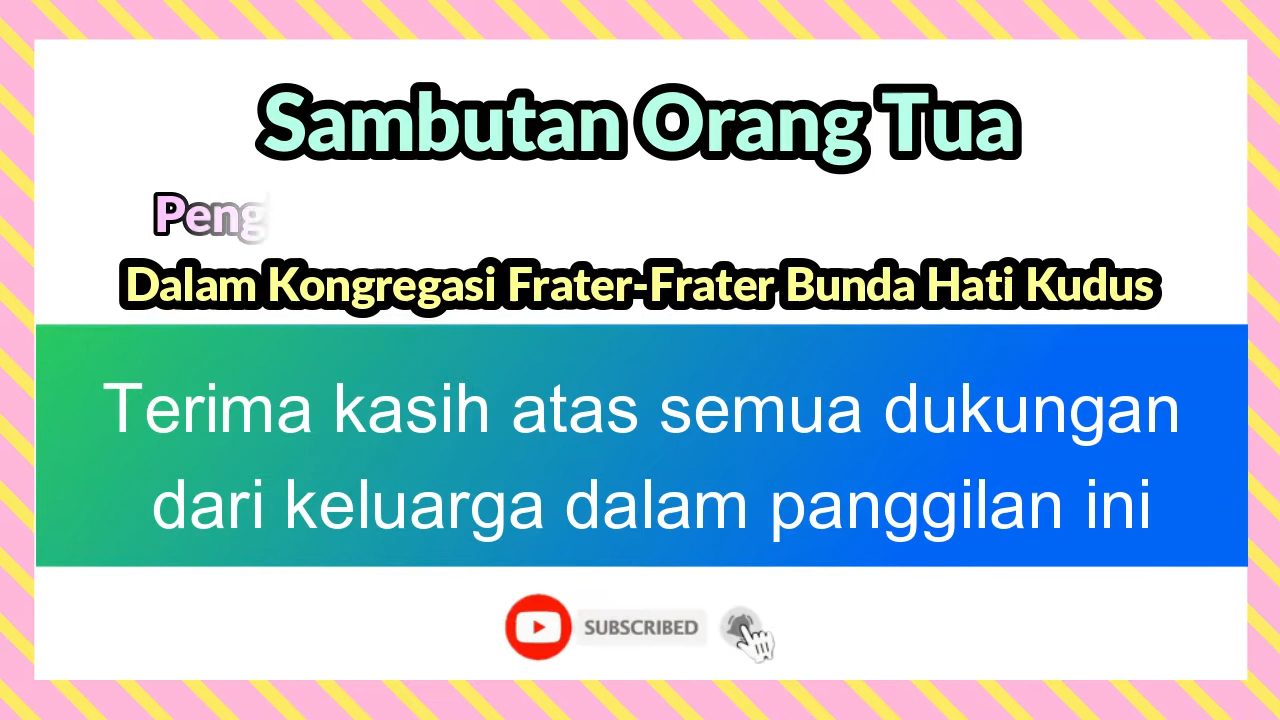 Sambutan Orang Tua
Dalam Kongregasi Frater-Frater Bunda Hati Kudus
Terima kasih atas semua dukungan
dari keluarga dalam panggilan ini
SUBSCRIBED